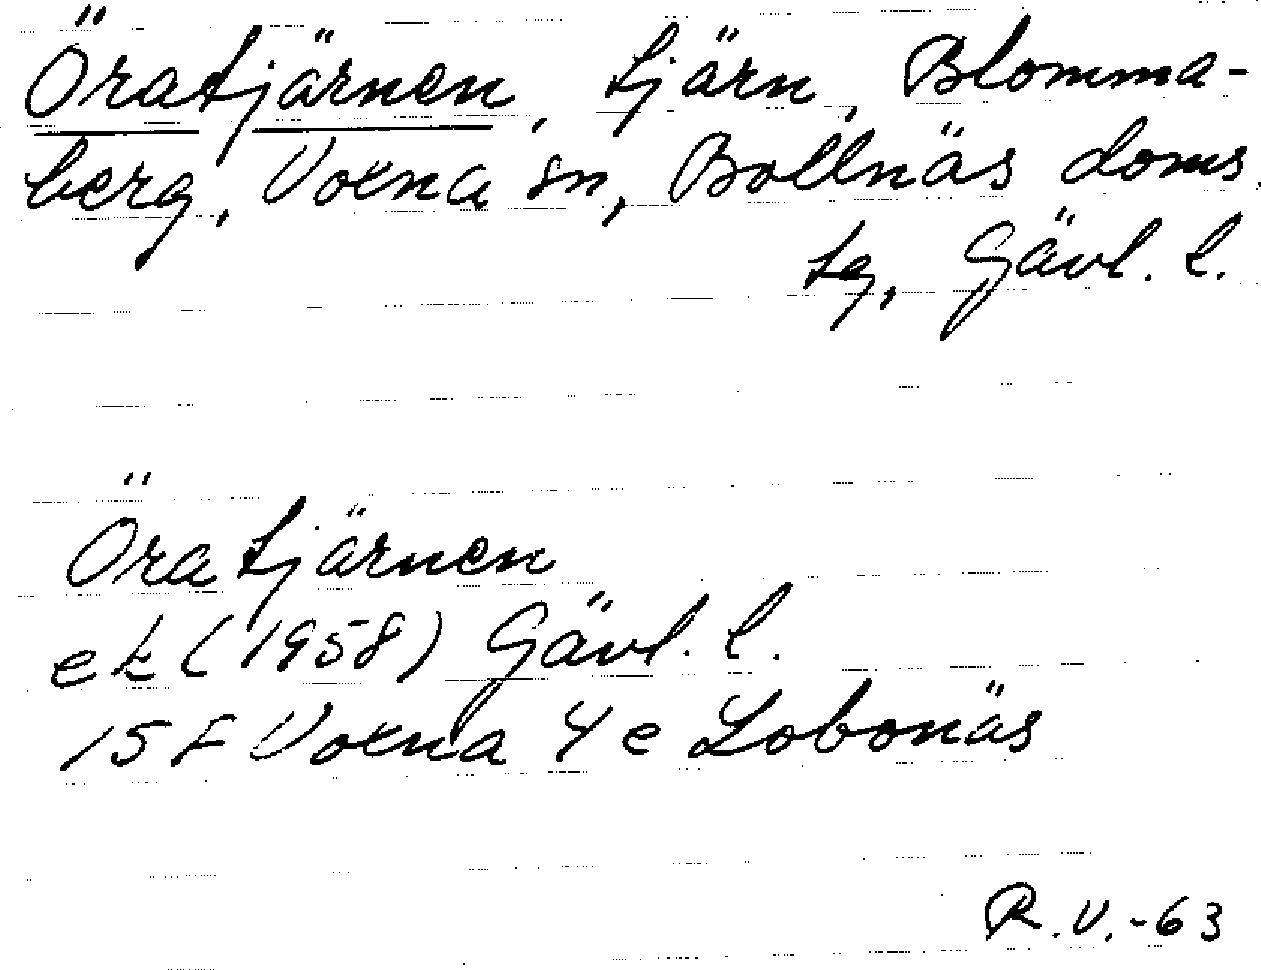 Öratjärnen, tjärn, Blomma-
berg, Voxna sn, Bollnäs doms.
tg, Gävl. l.
Öratjärnen
ek (1958) Gävl. l.
15 F Voxna 4 e Lobonäs
R.V.-63